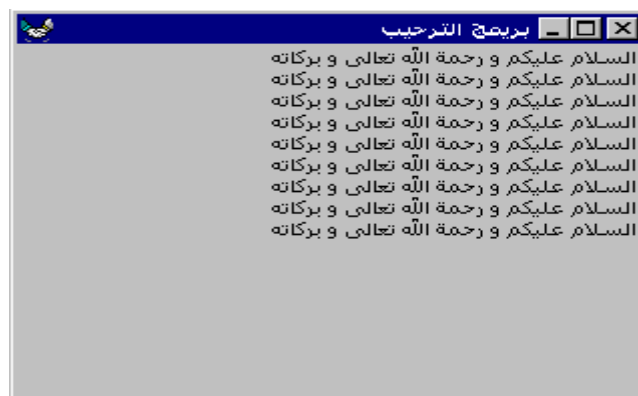 بريمج الترحيب
السلام عليكم و رحمة الله تعالى و بركاته
السلام عليكم و رحمة الله تعالى و بركاته
السلام عليكم و رحمة الله تعالى و بركاته
السلام عليكم و رحمة الله تعالى و بركاته
السلام عليكم و رحمة الله تعالى و بركاته
السلام عليكم و رحمة الله تعالى و بركاته
السلام عليكم و رحمة الله تعالى و بركاته
السلام عليكم و رحمة الله تعالى و بركاته
السلام عليكم و رحمة الله تعالى و بركاته